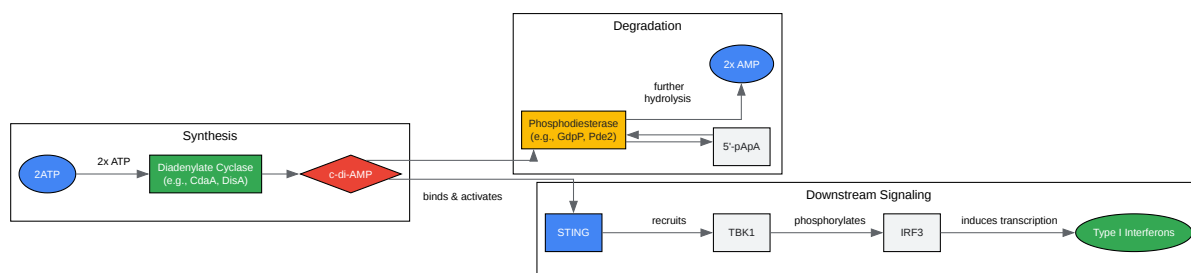 Degradation
2x AMP
further
hydrolysis
Phosphodiesterase
(e.g., GdpP, Pde2)
5'-pApA
Synthesis
2ATP
2x ATP
Diadenylate Cyclase
(e.g., CdaA, DisA)
c-di-AMP
binds & activates
Downstream Signaling
STING
recruits
TBK1
phosphorylates
IRF3
induces transcription
Type I Interferons